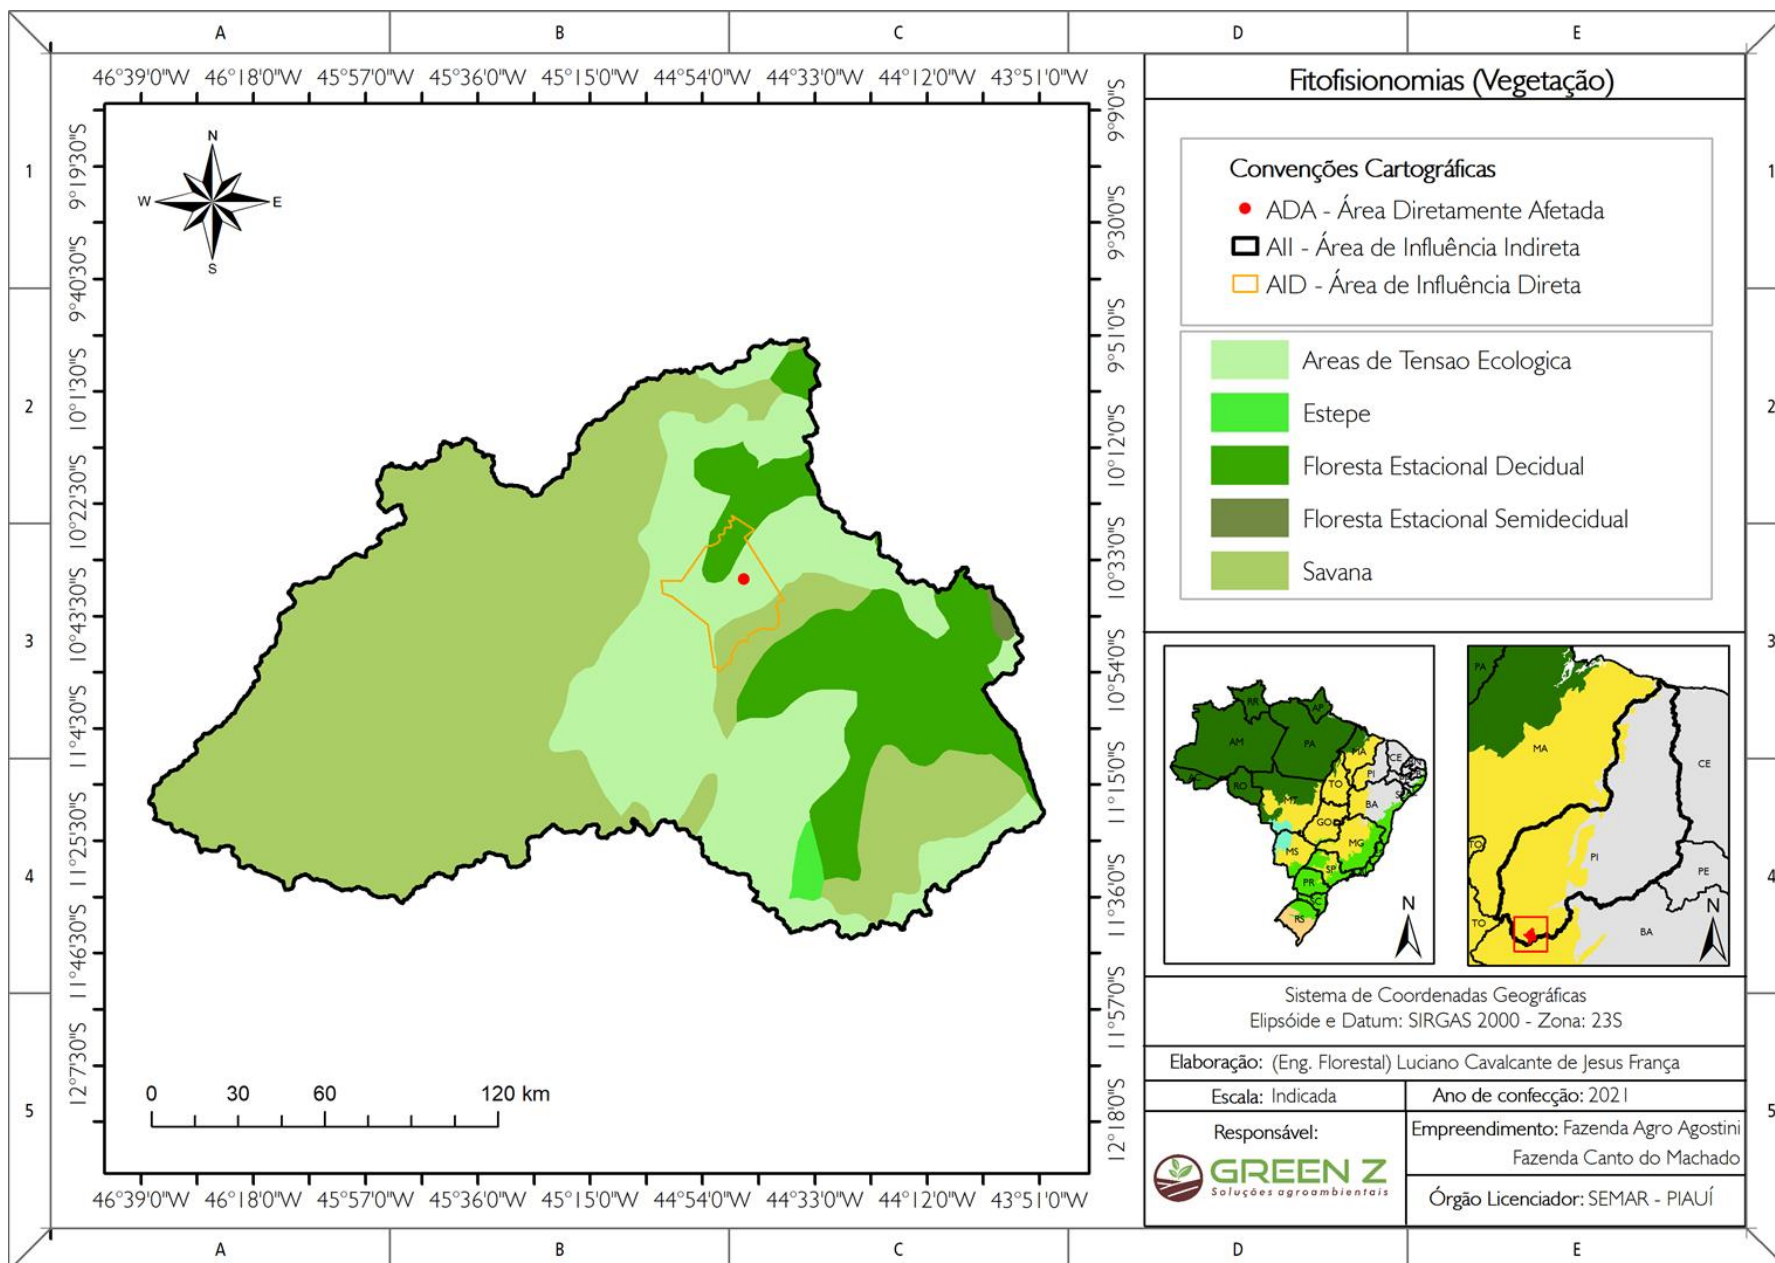 A B C D E
46°39'0"W 46°18'0"W 45°57'0"W 45°36'0"W 45°15'0"W 44°54'0"W 44°33'0"W 44°12'0"W 43°51'0"W
1
2
3
4
5
9°19'30"S
9°40'30"S
10°1'30"S
10°22'30"S
10°43'30"S
11°4'30"S
11°25'30"S
11°46'30"S
12°7'30"S
N
W E
S
0 30 60 120 km
9°9'0"S
9°30'0"S
9°51'0"S
10°12'0"S
10°33'0"S
10°54'0"S
11°15'0"S
11°36'0"S
11°57'0"S
12°18'0"S
46°39'0"W 46°18'0"W 45°57'0"W 45°36'0"W 45°15'0"W 44°54'0"W 44°33'0"W 44°12'0"W 43°51'0"W
Fitofisionomias (Vegetação)
Convenções Cartográficas
ADA - Área Diretamente Afetada
AII - Área de Influência Indireta
AID - Área de Influência Direta
Areas de Tensao Ecologica
Estepe
Floresta Estacional Decidual
Floresta Estacional Semidecidual
Savana
RR AP
AM PA MA CE
AC RO TO PI
BA
MT
GO
MS MG
SP
PR
SC
RS
N
PA
MA
CE
TO
PI
PE
TO
BA
N
Sistema de Coordenadas Geográficas
Elipsóide e Datum: SIRGAS 2000 - Zona: 23S
Elaboração: (Eng. Florestal) Luciano Cavalcante de Jesus França
Escala: Indicada
Ano de confecção: 2021
Responsável:
GREEN Z
Soluções agroambientais
Empreendimento: Fazenda Agro Agostini
Fazenda Canto do Machado
Órgão Licenciador: SEMAR - PIAUÍ
1
2
3
4
5
A B C D E